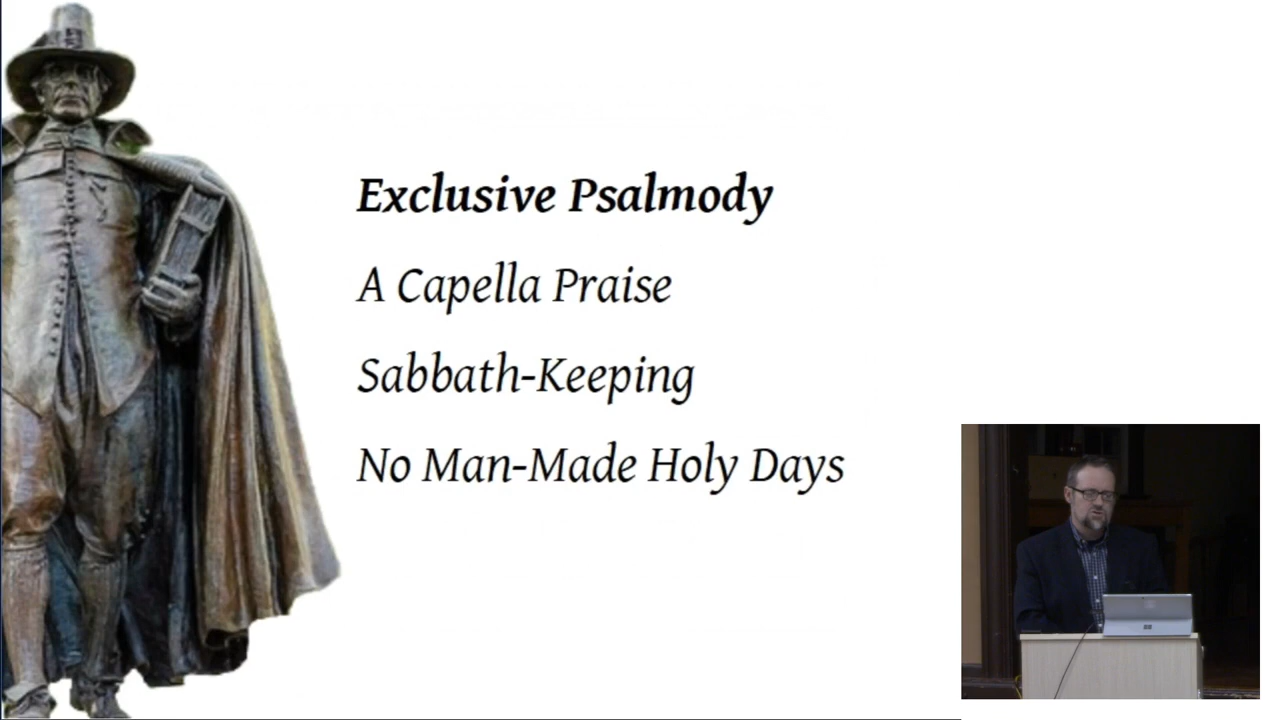 Exclusive Psalmody
A Capella Praise
Sabbath-Keeping
No Man-Made Holy Days